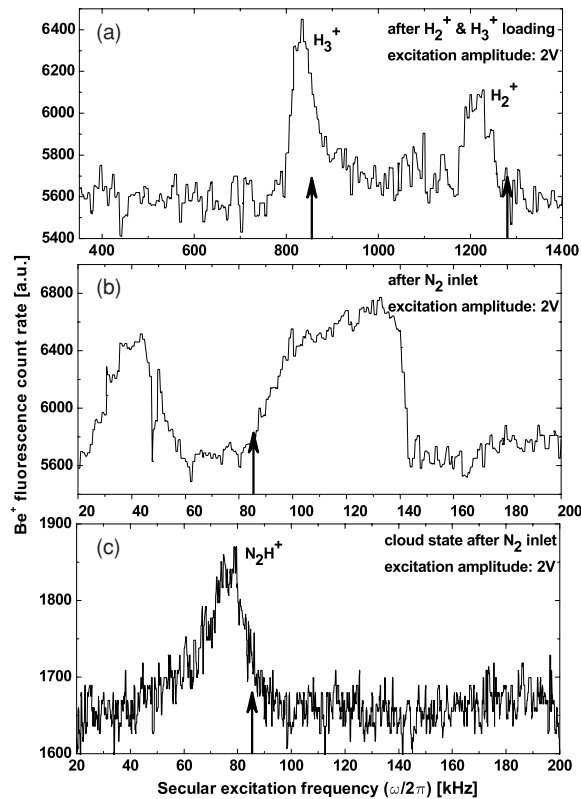 (a)
H3+
after H2+ & H3+ loading
excitation amplitude: 2V
H2+
6400
6200
6000
5800
5600
5400
400 600 800 1000 1200 1400
(b)
after N2 inlet
excitation amplitude: 2V
6800
6400
6000
5600
20 40 60 80 100 120 140 160 180 200
(c)
N2H+
cloud state after N2 inlet
excitation amplitude: 2V
1900
1800
1700
1600
20 40 60 80 100 120 140 160 180 200
Be+ fluorescence count rate [a.u.]
Secular excitation frequency (ω/2π) [kHz]